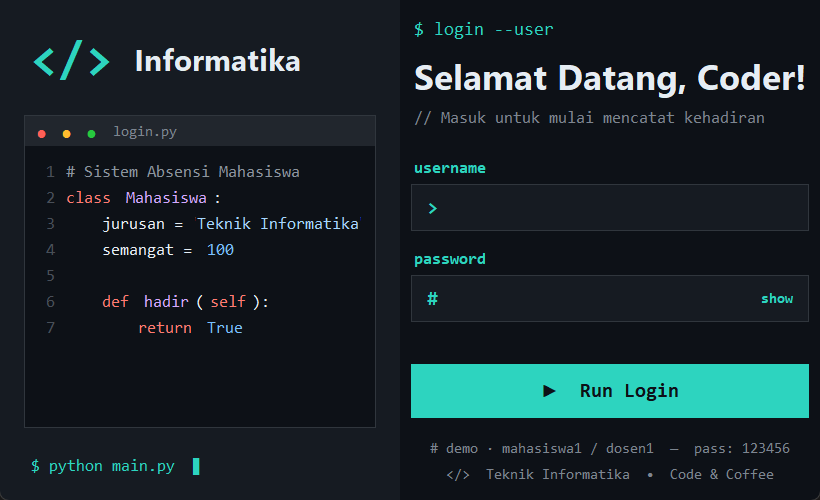 </> Informatika
login.py
1 # Sistem Absensi Mahasiswa
2 class Mahasiswa :
3 jurusan = 'Teknik Informatika'
4 semangat = 100
5
6 def hadir ( self ):
7 return True
$ python main.py
$ login --user
Selamat Datang, Coder!
// Masuk untuk mulai mencatat kehadiran
username
>
password
# show
▶ Run Login
# demo · mahasiswa1 / dosen1 — pass: 123456
</> Teknik Informatika • Code & Coffee